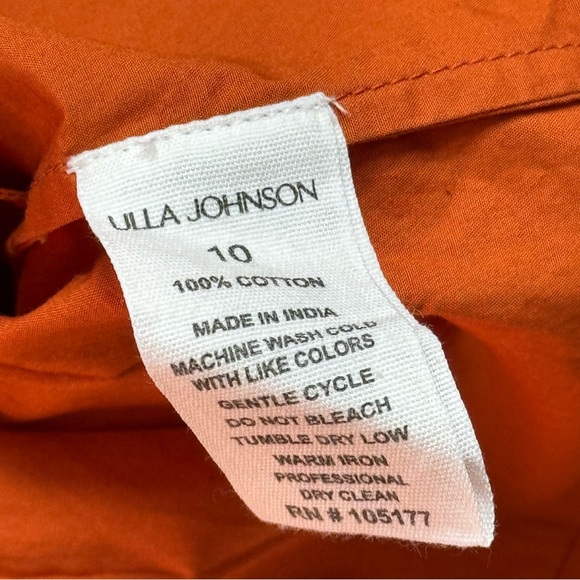 ULLA JOHNSON
10
100% COTTON
MADE IN INDIA
MACHINE WASH COLD
WITH LIKE COLORS
GENTLE CYCLE
DO NOT BLEACH
TUMBLE DRY LOW
WARM IRON
PROFESSIONAL
DRY CLEAN
RN # 105177